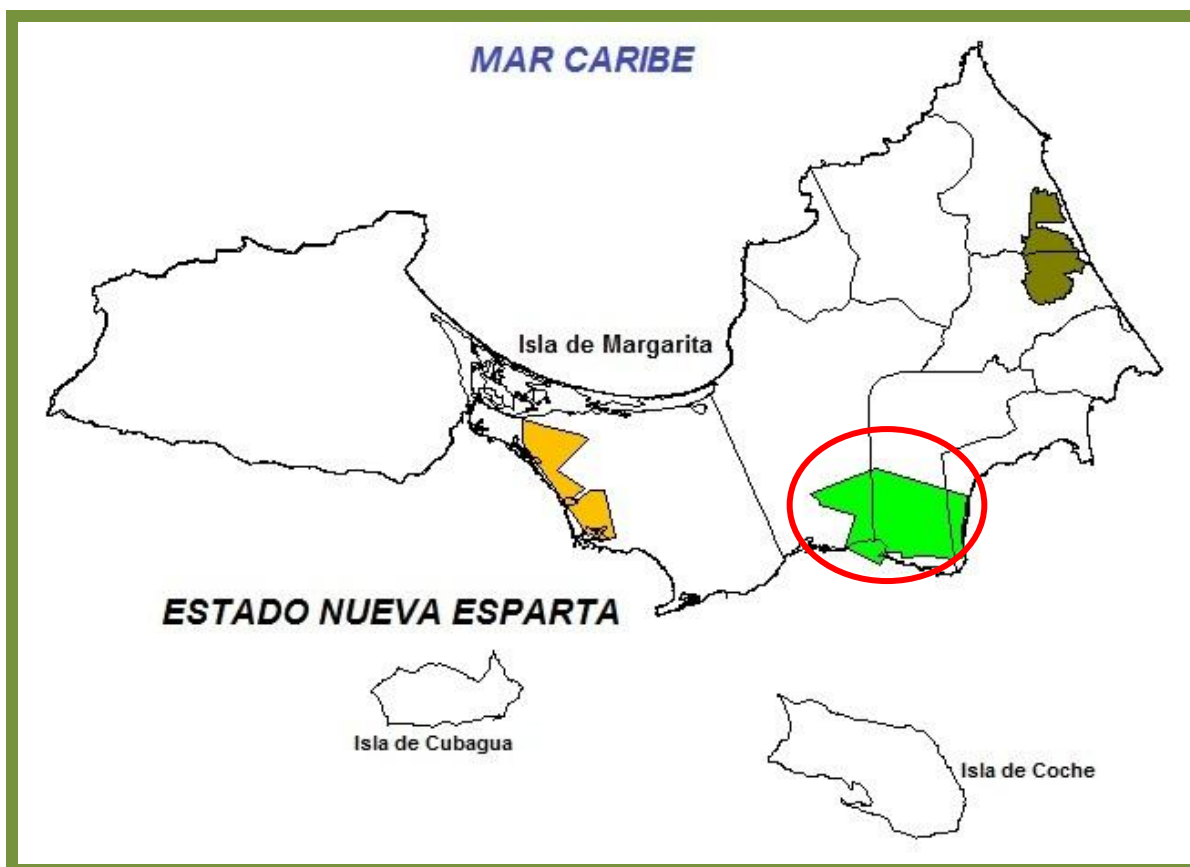 MAR CARIBE
Isla de Margarita
ESTADO NUEVA ESPARTA
Isla de Cubagua
Isla de Coche